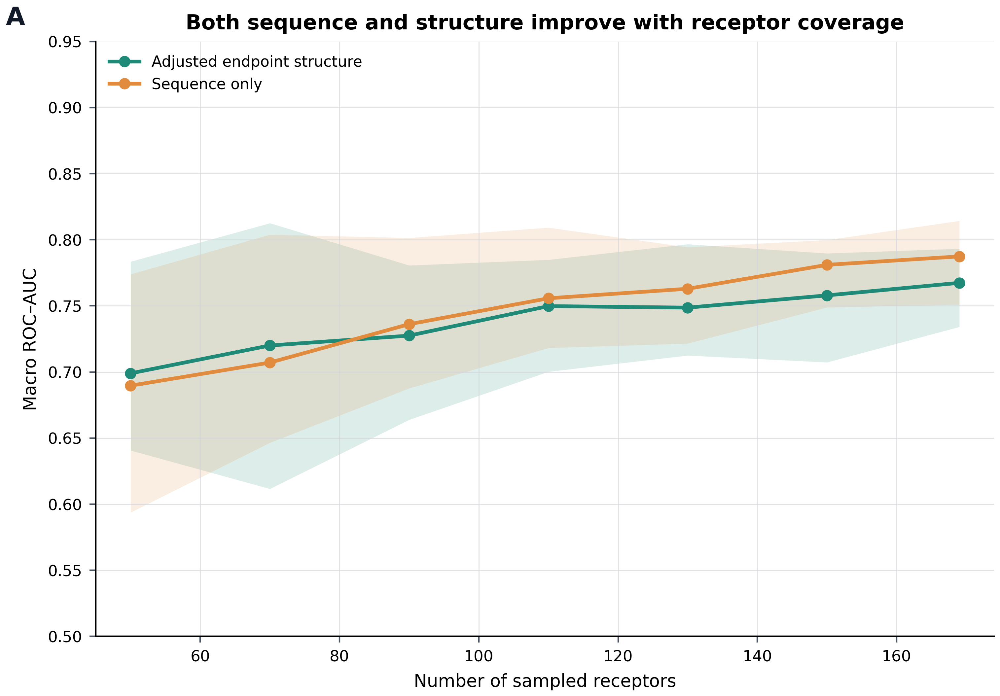 A
Both sequence and structure improve with receptor coverage
Adjusted endpoint structure
Sequence only
Macro ROC–AUC
0.95
0.90
0.85
0.80
0.75
0.70
0.65
0.60
0.55
0.50
60 80 100 120 140 160
Number of sampled receptors